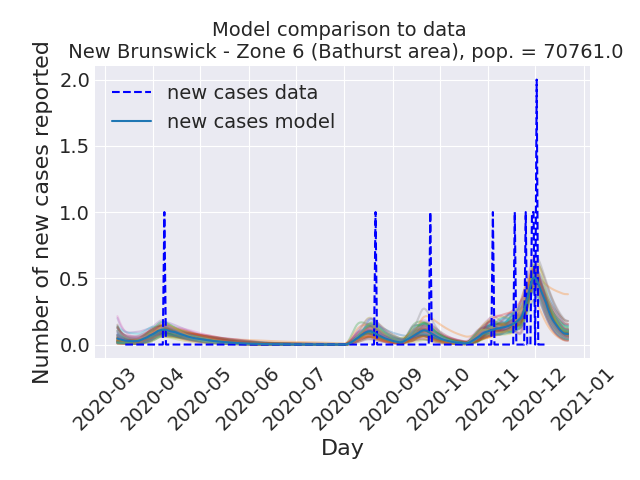 Model comparison to data
New Brunswick - Zone 6 (Bathurst area), pop. = 70761.0
Number of new cases reported
2.0
1.5
1.0
0.5
0.0
new cases data
new cases model
2020-03
2020-04
2020-05
2020-06
2020-07
2020-08
2020-09
2020-10
2020-11
2020-12
2021-01
Day